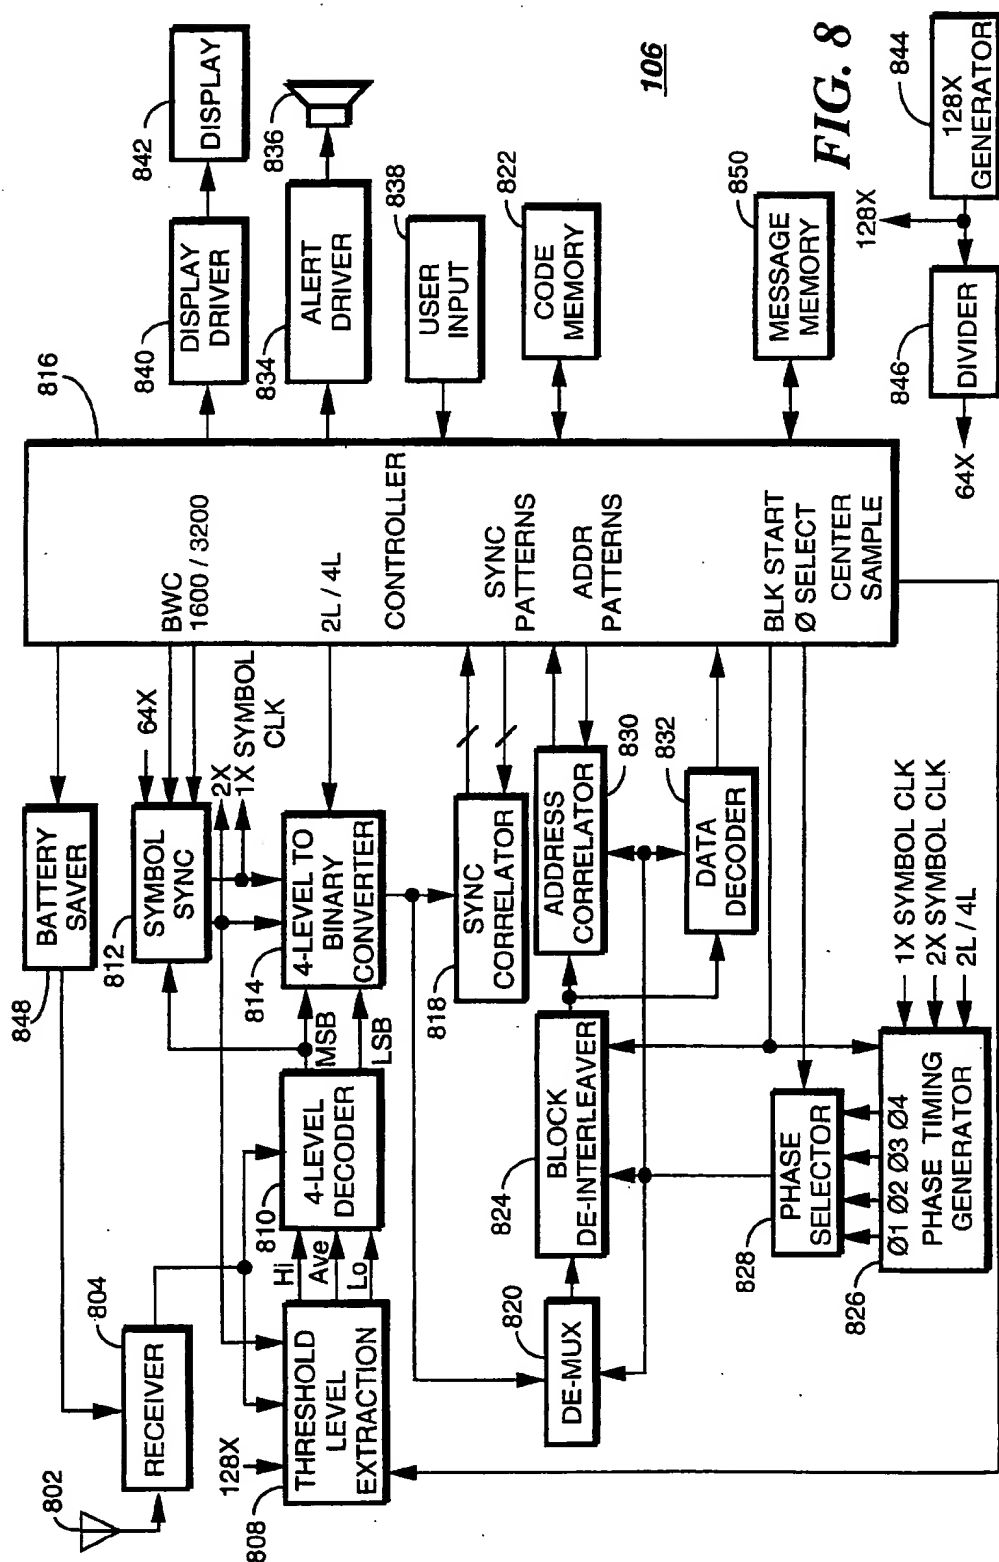 802
804
RECEIVER
848
BATTERY
SAVER
812
SYMBOL
SYNC
64X
2X
1X SYMBOL
CLK
128X
808
THRESHOLD
LEVEL
EXTRACTION
Hi
Ave
Lo
810
4-LEVEL
DECODER
MSB
LSB
814
4-LEVEL TO
BINARY
CONVERTER
818
SYNC
CORRELATOR
820
DE-MUX
824
BLOCK
DE-INTERLEAVER
830
ADDRESS
CORRELATOR
832
DATA
DECODER
828
PHASE
SELECTOR
826
Ø1 Ø2 Ø3 Ø4
PHASE TIMING
GENERATOR
1X SYMBOL CLK
2X SYMBOL CLK
2L / 4L
816
BWC
1600 / 3200
2L / 4L
CONTROLLER
SYNC
PATTERNS
ADDR
PATTERNS
BLK START
Ø SELECT
CENTER
SAMPLE
840
DISPLAY
DRIVER
842
DISPLAY
834
ALERT
DRIVER
836
838
USER
INPUT
822
CODE
MEMORY
850
MESSAGE
MEMORY
64X
846
DIVIDER
128X
844
128X
GENERATOR
106
FIG. 8